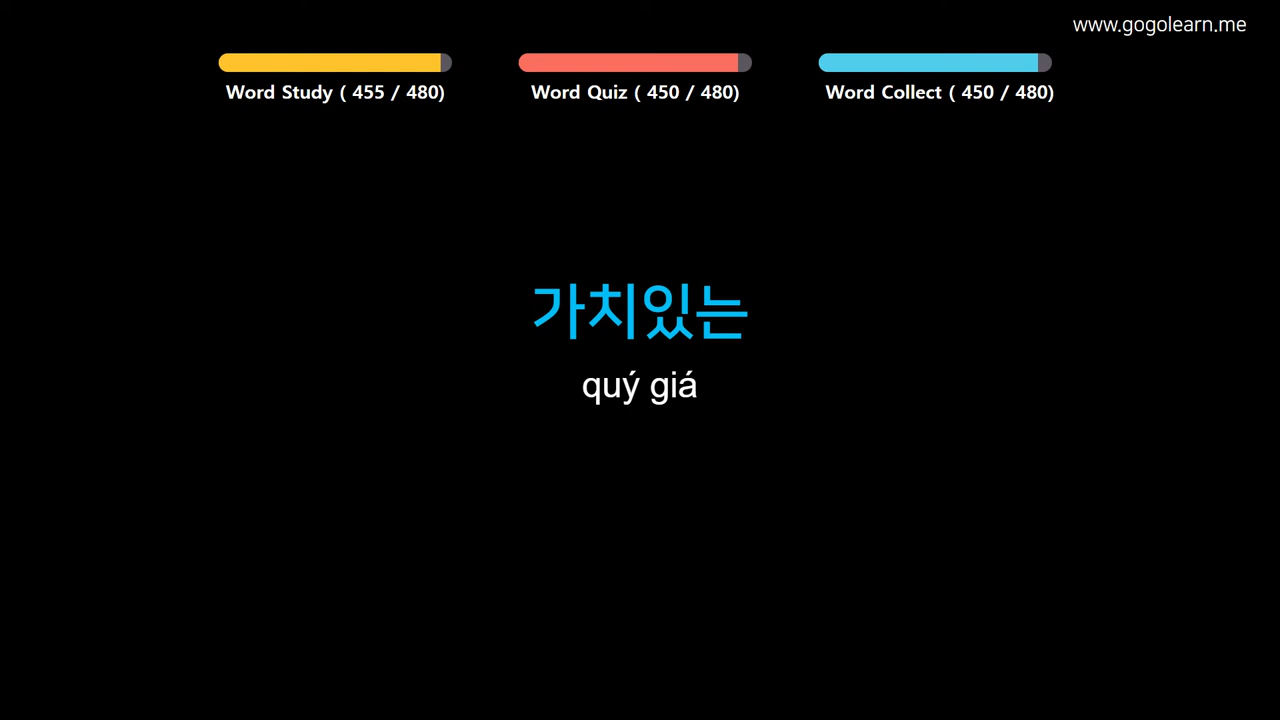 www.gogolearn.me
Word Study ( 455 / 480)
Word Quiz ( 450 / 480)
Word Collect ( 450 / 480)
가치있는
quý giá